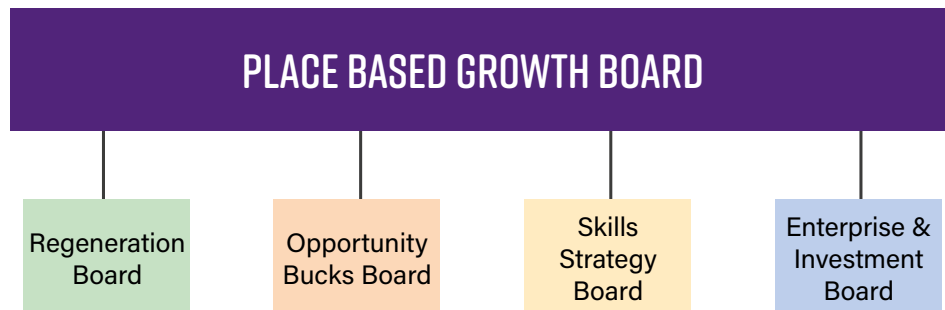 PLACE BASED GROWTH BOARD
Regeneration
Board
Opportunity
Bucks Board
Skills
Strategy
Board
Enterprise &
Investment
Board